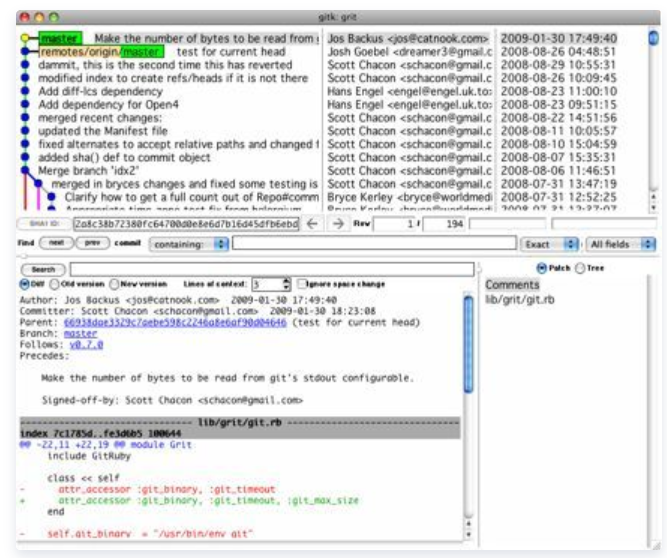 gitk: grit
master Make the number of bytes to be read from g Jos Backus <jos@catnook.com> 2009-01-30 17:49:40
remotes/origin/master test for current head Josh Goebel <dreamer3@gmail.c 2008-08-26 04:48:51
dammit, this is the second time this has reverted Scott Chacon <schacon@gmail.c 2008-08-29 10:55:31
modified index to create refs/heads if it is not there Scott Chacon <schacon@gmail.c 2008-08-26 10:09:45
Add diff-lcs dependency Hans Engel <engel@engel.uk.to> 2008-08-23 11:00:10
Add dependency for Open4 Hans Engel <engel@engel.uk.to> 2008-08-23 09:51:15
merged recent changes: Scott Chacon <schacon@gmail.c 2008-08-22 14:51:56
updated the Manifest file Scott Chacon <schacon@gmail.c 2008-08-11 10:05:57
fixed alternates to accept relative paths and changed f Scott Chacon <schacon@gmail.c 2008-08-10 15:04:59
added sha() def to commit object Scott Chacon <schacon@gmail.c 2008-08-07 15:35:31
Merge branch 'idx2' Scott Chacon <schacon@gmail.c 2008-08-06 11:46:51
merged in bryces changes and fixed some testing is Scott Chacon <schacon@gmail.c 2008-07-31 13:47:19
Clarify how to get a full count out of Repo#comm Bryce Kerley <bryce@worldmedi 2008-07-31 12:52:25
SHA1 ID: 2a8c38b72380fc64700d0e8e6d7b16d45dfb6ebd Row 1 / 194
Find next prev commit containing: Exact All fields
Search Patch Tree
Diff Old version New version Lines of context: 3 Ignore space change Comments
Author: Jos Backus <jos@catnook.com> 2009-01-30 17:49:40 lib/grit/git.rb
Committer: Scott Chacon <schacon@gmail.com> 2009-01-30 18:23:08
Parent: 66938dae3329c7aebe598c2246a8e6af90d04646 (test for current head)
Branch: master
Follows: v0.7.0
Precedes:
Make the number of bytes to be read from git's stdout configurable.
Signed-off-by: Scott Chacon <schacon@gmail.com>
---------------------------- lib/grit/git.rb ----------------------------
index 7c1785d..fe3d6b5 100644
@@ -22,11 +22,19 @@ module Grit
include GitRuby
class << self
- attr_accessor :git_binary, :git_timeout
+ attr_accessor :git_binary, :git_timeout, :git_max_size
end
- self.git_binary = "/usr/bin/env git"